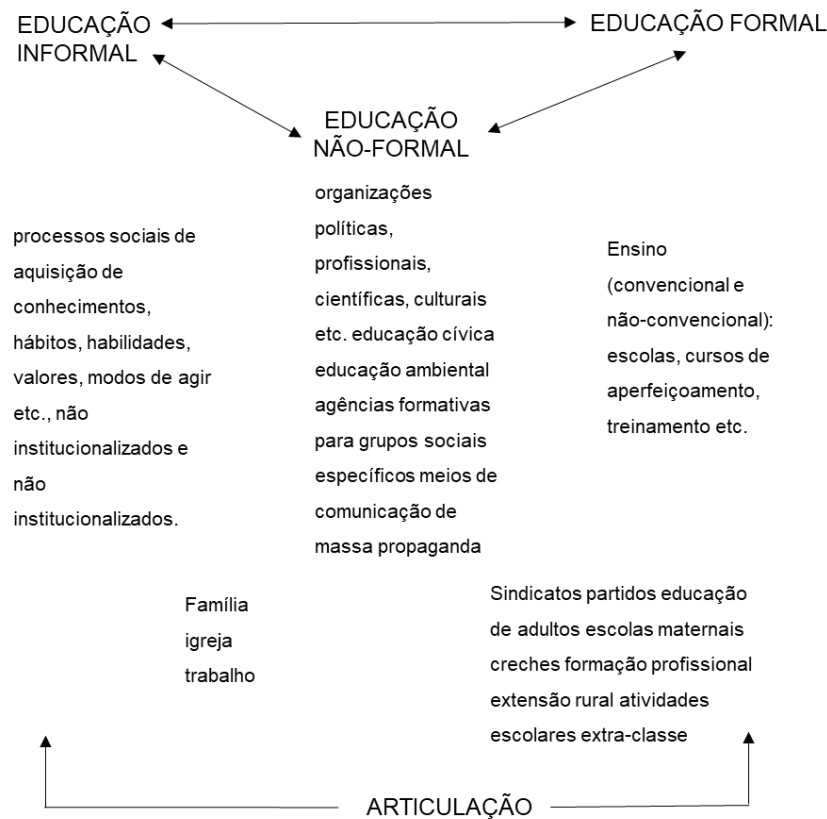 EDUCAÇÃO
INFORMAL
EDUCAÇÃO FORMAL
EDUCAÇÃO
NÃO-FORMAL
processos sociais de
aquisição de
conhecimentos,
hábitos, habilidades,
valores, modos de agir
etc., não
institucionalizados e
não
institucionalizados.
organizações
políticas,
profissionais,
científicas, culturais
etc. educação cívica
educação ambiental
agências formativas
para grupos sociais
específicos meios de
comunicação de
massa propaganda
Ensino
(convencional e
não-convencional):
escolas, cursos de
aperfeiçoamento,
treinamento etc.
Família
igreja
trabalho
Sindicatos partidos educação
de adultos escolas maternais
creches formação profissional
extensão rural atividades
escolares extra-classe
ARTICULAÇÃO